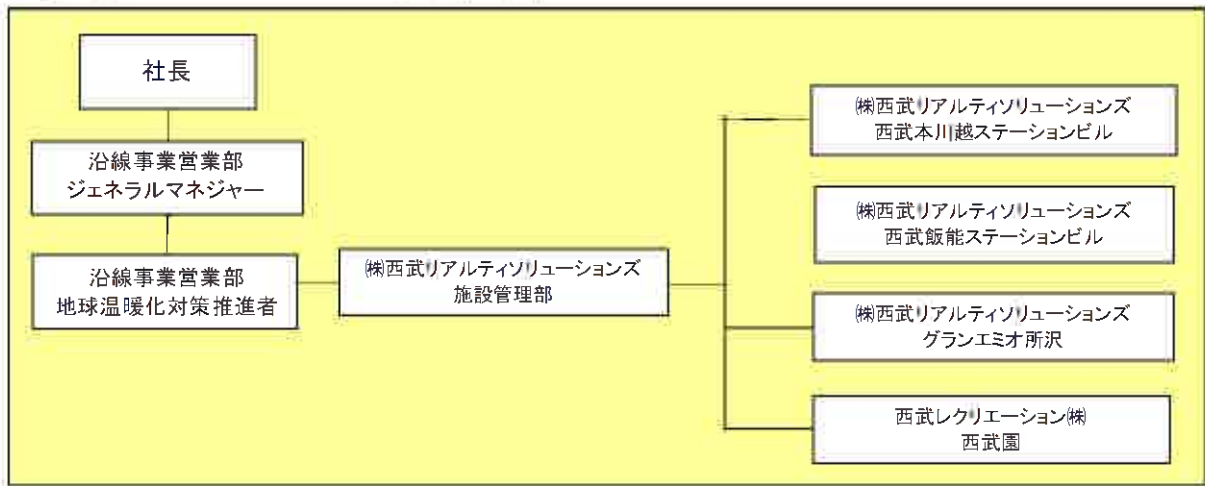 社長
沿線事業営業部
ジェネラルマネジャー
沿線事業営業部
地球温暖化対策推進者
㈱西武リアルティソリューションズ
施設管理部
㈱西武リアルティソリューションズ
西武本川越ステーションビル
㈱西武リアルティソリューションズ
西武飯能ステーションビル
㈱西武リアルティソリューションズ
グランエミオ所沢
西武レクリエーション㈱
西武園